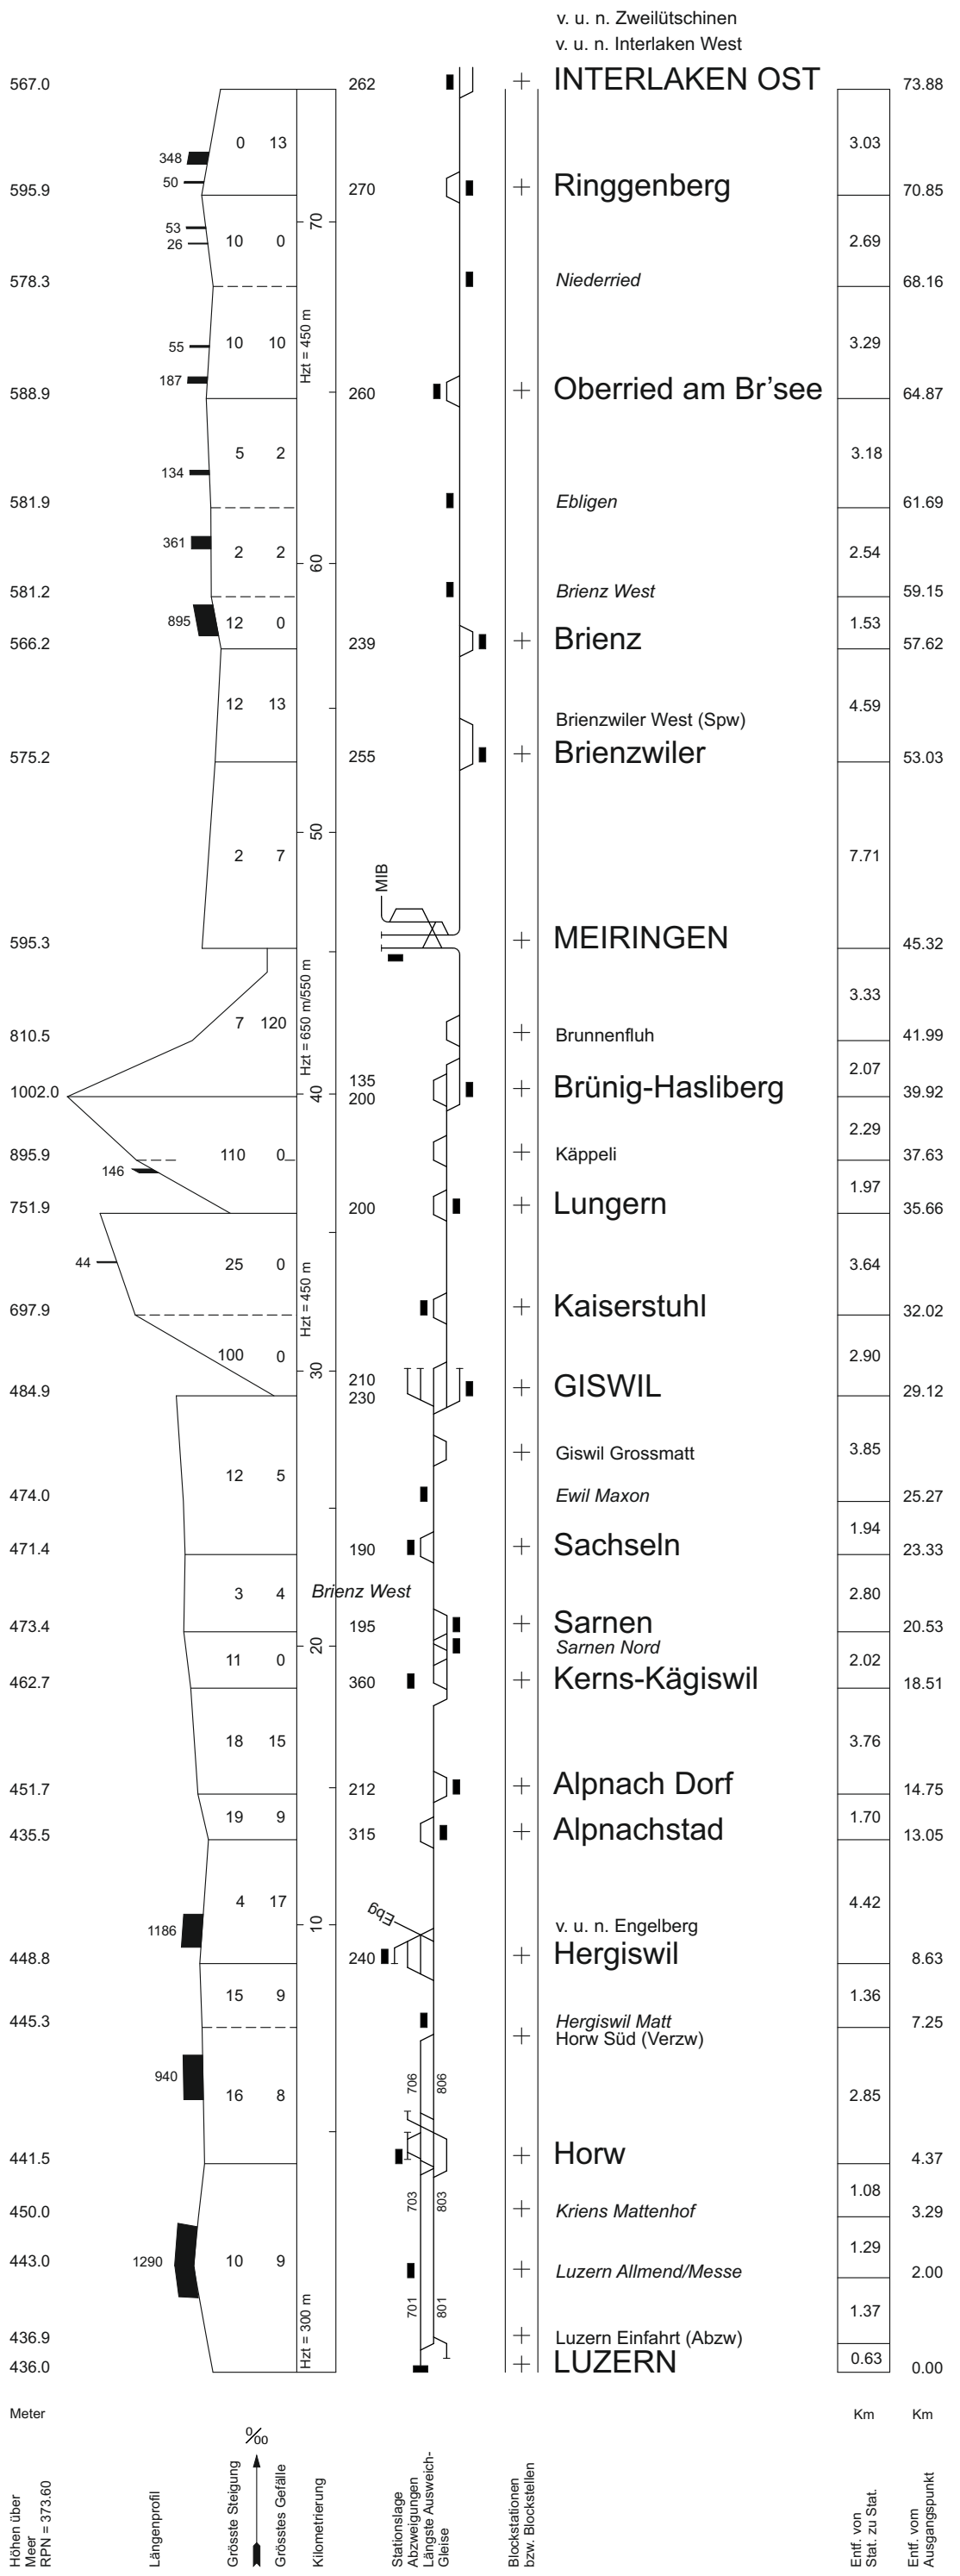 v. u. n. Zweilütschinen
v. u. n. Interlaken West
567.0 262 INTERLAKEN OST 73.88
0 13 3.03
348
50
595.9 270 Ringgenberg 70.85
70
53
26
10 0 2.69
578.3 Niederried 68.16
Hzt = 450 m
55
10 10 3.29
187
588.9 260 Oberried am Br'see 64.87
5 2 3.18
134
581.9 Ebligen 61.69
361
2 2 2.54
60
581.2 Brienz West 59.15
895 12 0 1.53
566.2 239 Brienz 57.62
12 13 4.59
Brienzwiler West (Spw)
575.2 255 Brienzwiler 53.03
50
2 7 7.71
MIB
595.3 MEIRINGEN 45.32
Hzt = 650 m/550 m
3.33
7 120
810.5 Brunnenfluh 41.99
2.07
135
1002.0 40 200 Brünig-Hasliberg 39.92
2.29
895.9 110 0 Käppeli 37.63
146
1.97
751.9 200 Lungern 35.66
44 25 0 3.64
Hzt = 450 m
697.9 Kaiserstuhl 32.02
100 0 2.90
30
210
484.9 230 GISWIL 29.12
Giswil Grossmatt
12 5 3.85
474.0 Ewil Maxon 25.27
1.94
471.4 190 Sachseln 23.33
3 4 Brienz West 2.80
473.4 195 Sarnen 20.53
20 Sarnen Nord
11 0 2.02
462.7 360 Kerns-Kägiswil 18.51
18 15 3.76
451.7 212 Alpnach Dorf 14.75
19 9 1.70
435.5 315 Alpnachstad 13.05
4 17 4.42
1186 10 Ebg v. u. n. Engelberg
448.8 240 Hergiswil 8.63
15 9 1.36
445.3 Hergiswil Matt 7.25
Horw Süd (Verzw)
940 16 8 706 806 2.85
441.5 Horw 4.37
703 803 1.08
450.0 Kriens Mattenhof 3.29
1290 10 9 1.29
443.0 Luzern Allmend/Messe 2.00
701 801 1.37
Hzt = 300 m
436.9 Luzern Einfahrt (Abzw)
436.0 LUZERN 0.63 0.00
Meter Km Km
‰
Höhen über
Meer
RPN = 373.60
Längenprofil
Grösste Steigung
Grösstes Gefälle
Kilometrierung
Stationslage
Abzweigungen
Längste Ausweich-
Gleise
Blockstationen
bzw. Blockstellen
Entf. von
Stat. zu Stat.
Entf. vom
Ausgangspunkt